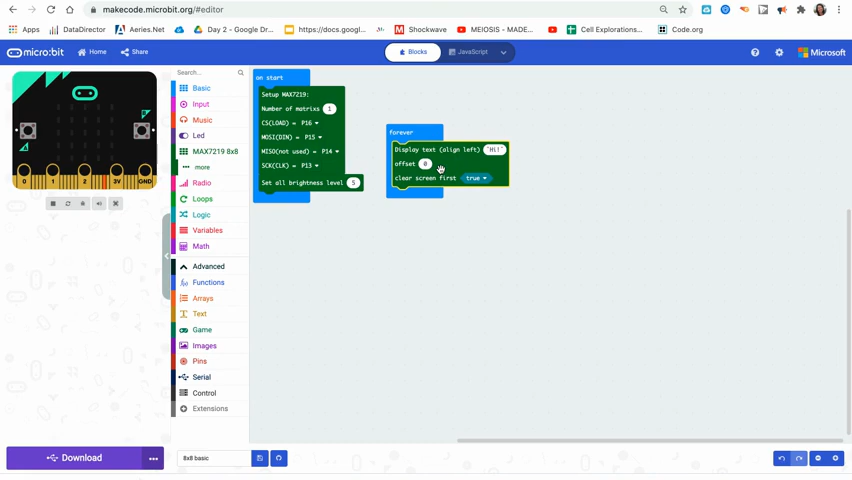 makecode.microbit.org/#editor
Apps
DataDirector
Aeries.Net
Day 2 - Google Dr...
Music
https://docs.googl...
Shockwave
MEIOSIS - MADE...
Cell Explorations...
Code.org
micro:bit
Home
Share
Blocks
JavaScript
Microsoft
Search...
Basic
Input
Music
Led
MAX7219 8x8
more
Radio
Loops
Logic
Variables
Math
Advanced
Functions
Arrays
Text
Game
Images
Pins
Serial
Control
Extensions
0 1 2 3V GND
on start
Setup MAX7219:
Number of matrixs 1
CS(LOAD) = P16
MOSI(DIN) = P15
MISO(not used) = P14
SCK(CLK) = P13
Set all brightness level 5
forever
Display text (align left) "Hi!"
offset 0
clear screen first true
Download
8x8 basic